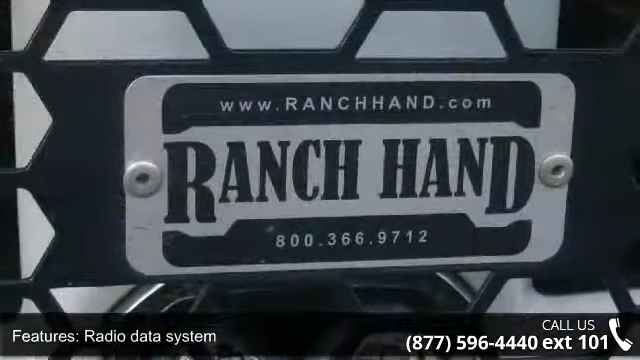 www.RANCHHAND.com
RANCH HAND
800.366.9712
Features: Radio data system
CALL US
(877) 596-4440 ext 101